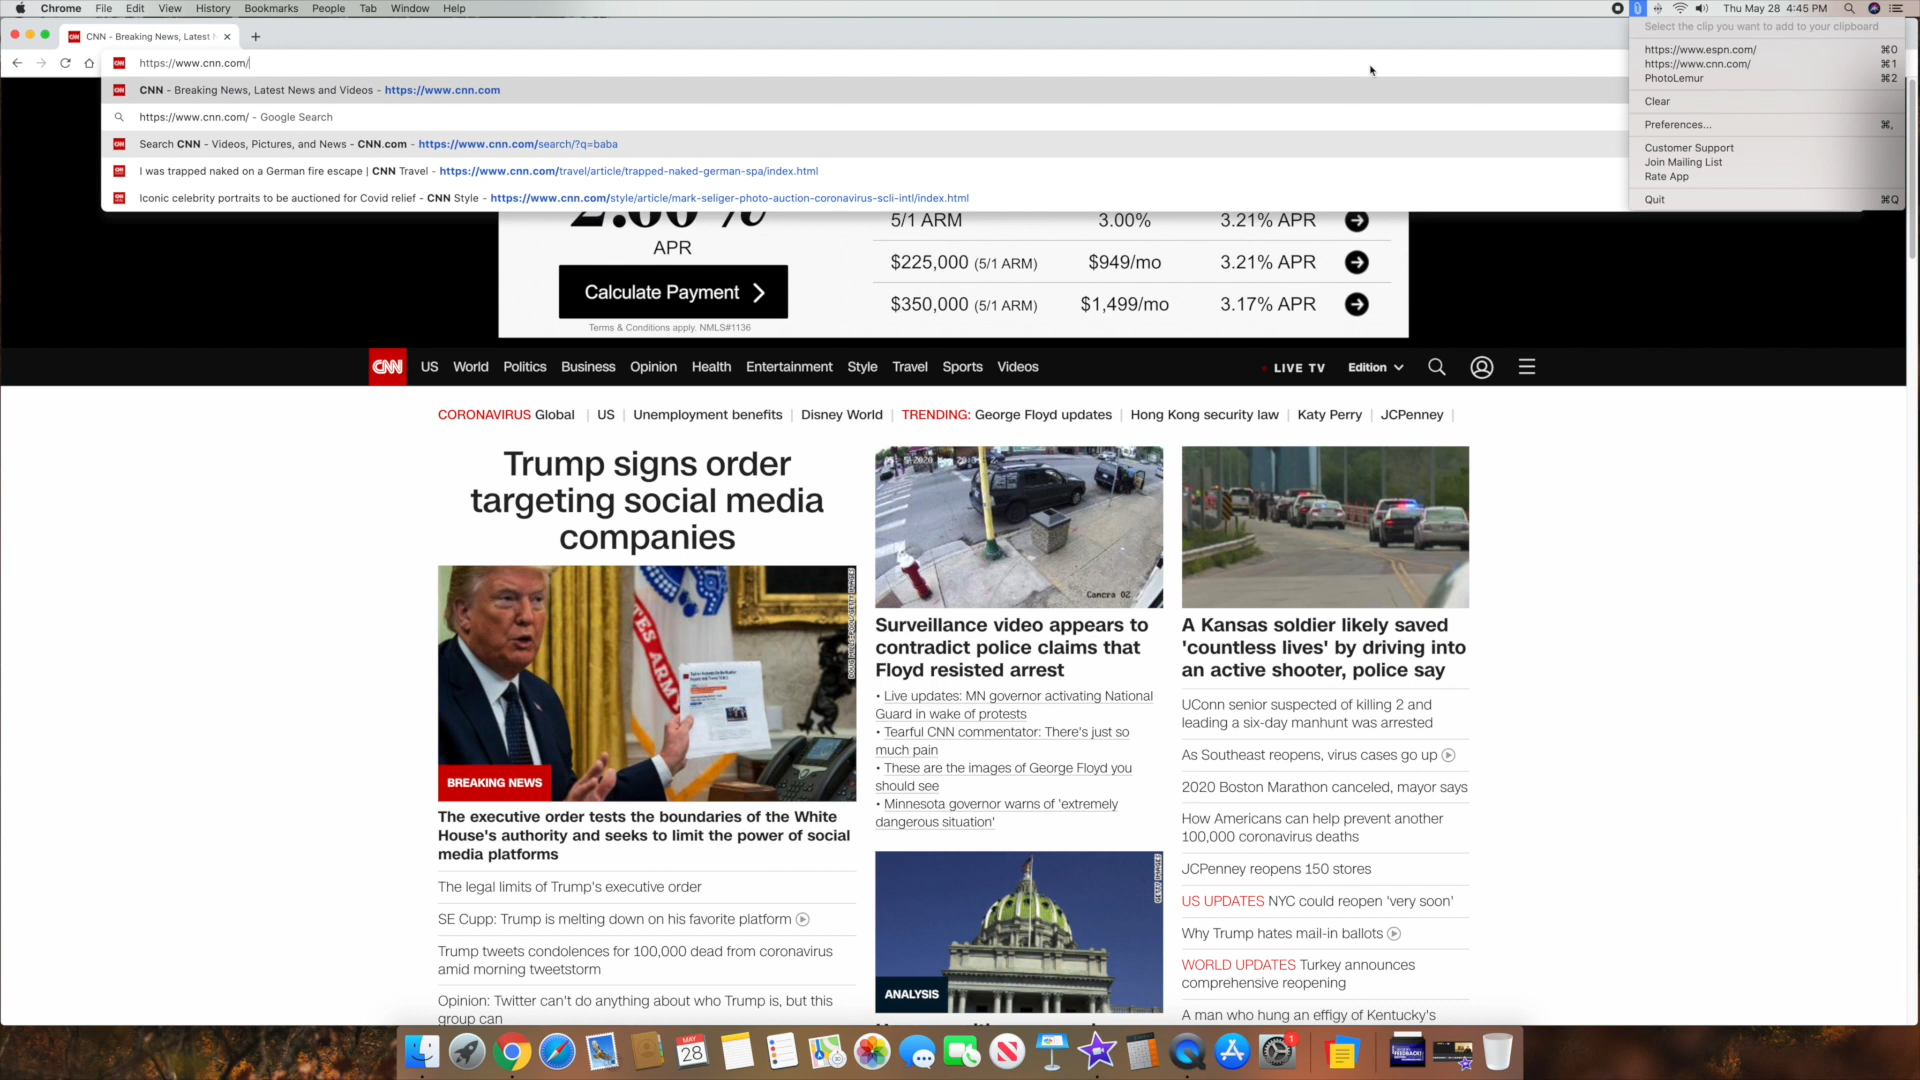 Chrome File Edit View History Bookmarks People Tab Window Help
Thu May 28 4:45 PM
CNN - Breaking News, Latest
https://www.cnn.com/
CNN - Breaking News, Latest News and Videos - https://www.cnn.com
https://www.cnn.com/ - Google Search
Search CNN - Videos, Pictures, and News - CNN.com - https://www.cnn.com/search/?q=baba
I was trapped naked on a German fire escape | CNN Travel - https://www.cnn.com/travel/article/trapped-naked-german-spa/index.html
Iconic celebrity portraits to be auctioned for Covid relief - CNN Style - https://www.cnn.com/style/article/mark-seliger-photo-auction-coronavirus-scli-intl/index.html
Select the clip you want to add to your clipboard
https://www.espn.com/ ⌘0
https://www.cnn.com/ ⌘1
PhotoLemur ⌘2
Clear
Preferences... ⌘,
Customer Support
Join Mailing List
Rate App
Quit ⌘Q
APR
Calculate Payment
Terms & Conditions apply. NMLS#1136
5/1 ARM 3.00% 3.21% APR
$225,000 (5/1 ARM) $949/mo 3.21% APR
$350,000 (5/1 ARM) $1,499/mo 3.17% APR
CNN US World Politics Business Opinion Health Entertainment Style Travel Sports Videos LIVE TV Edition
CORONAVIRUS Global | US | Unemployment benefits | Disney World | TRENDING: George Floyd updates | Hong Kong security law | Katy Perry | JCPenney |
Trump signs order
targeting social media
companies
BREAKING NEWS
The executive order tests the boundaries of the White
House's authority and seeks to limit the power of social
media platforms
The legal limits of Trump's executive order
SE Cupp: Trump is melting down on his favorite platform
Trump tweets condolences for 100,000 dead from coronavirus
amid morning tweetstorm
Opinion: Twitter can't do anything about who Trump is, but this
group can
Camera 02
Surveillance video appears to
contradict police claims that
Floyd resisted arrest
• Live updates: MN governor activating National
Guard in wake of protests
• Tearful CNN commentator: There's just so
much pain
• These are the images of George Floyd you
should see
• Minnesota governor warns of 'extremely
dangerous situation'
GETTY IMAGES
ANALYSIS
A Kansas soldier likely saved
'countless lives' by driving into
an active shooter, police say
UConn senior suspected of killing 2 and
leading a six-day manhunt was arrested
As Southeast reopens, virus cases go up
2020 Boston Marathon canceled, mayor says
How Americans can help prevent another
100,000 coronavirus deaths
JCPenney reopens 150 stores
US UPDATES NYC could reopen 'very soon'
Why Trump hates mail-in ballots
WORLD UPDATES Turkey announces
comprehensive reopening
A man who hung an effigy of Kentucky's
MAY
28
1
FEEDBACK!